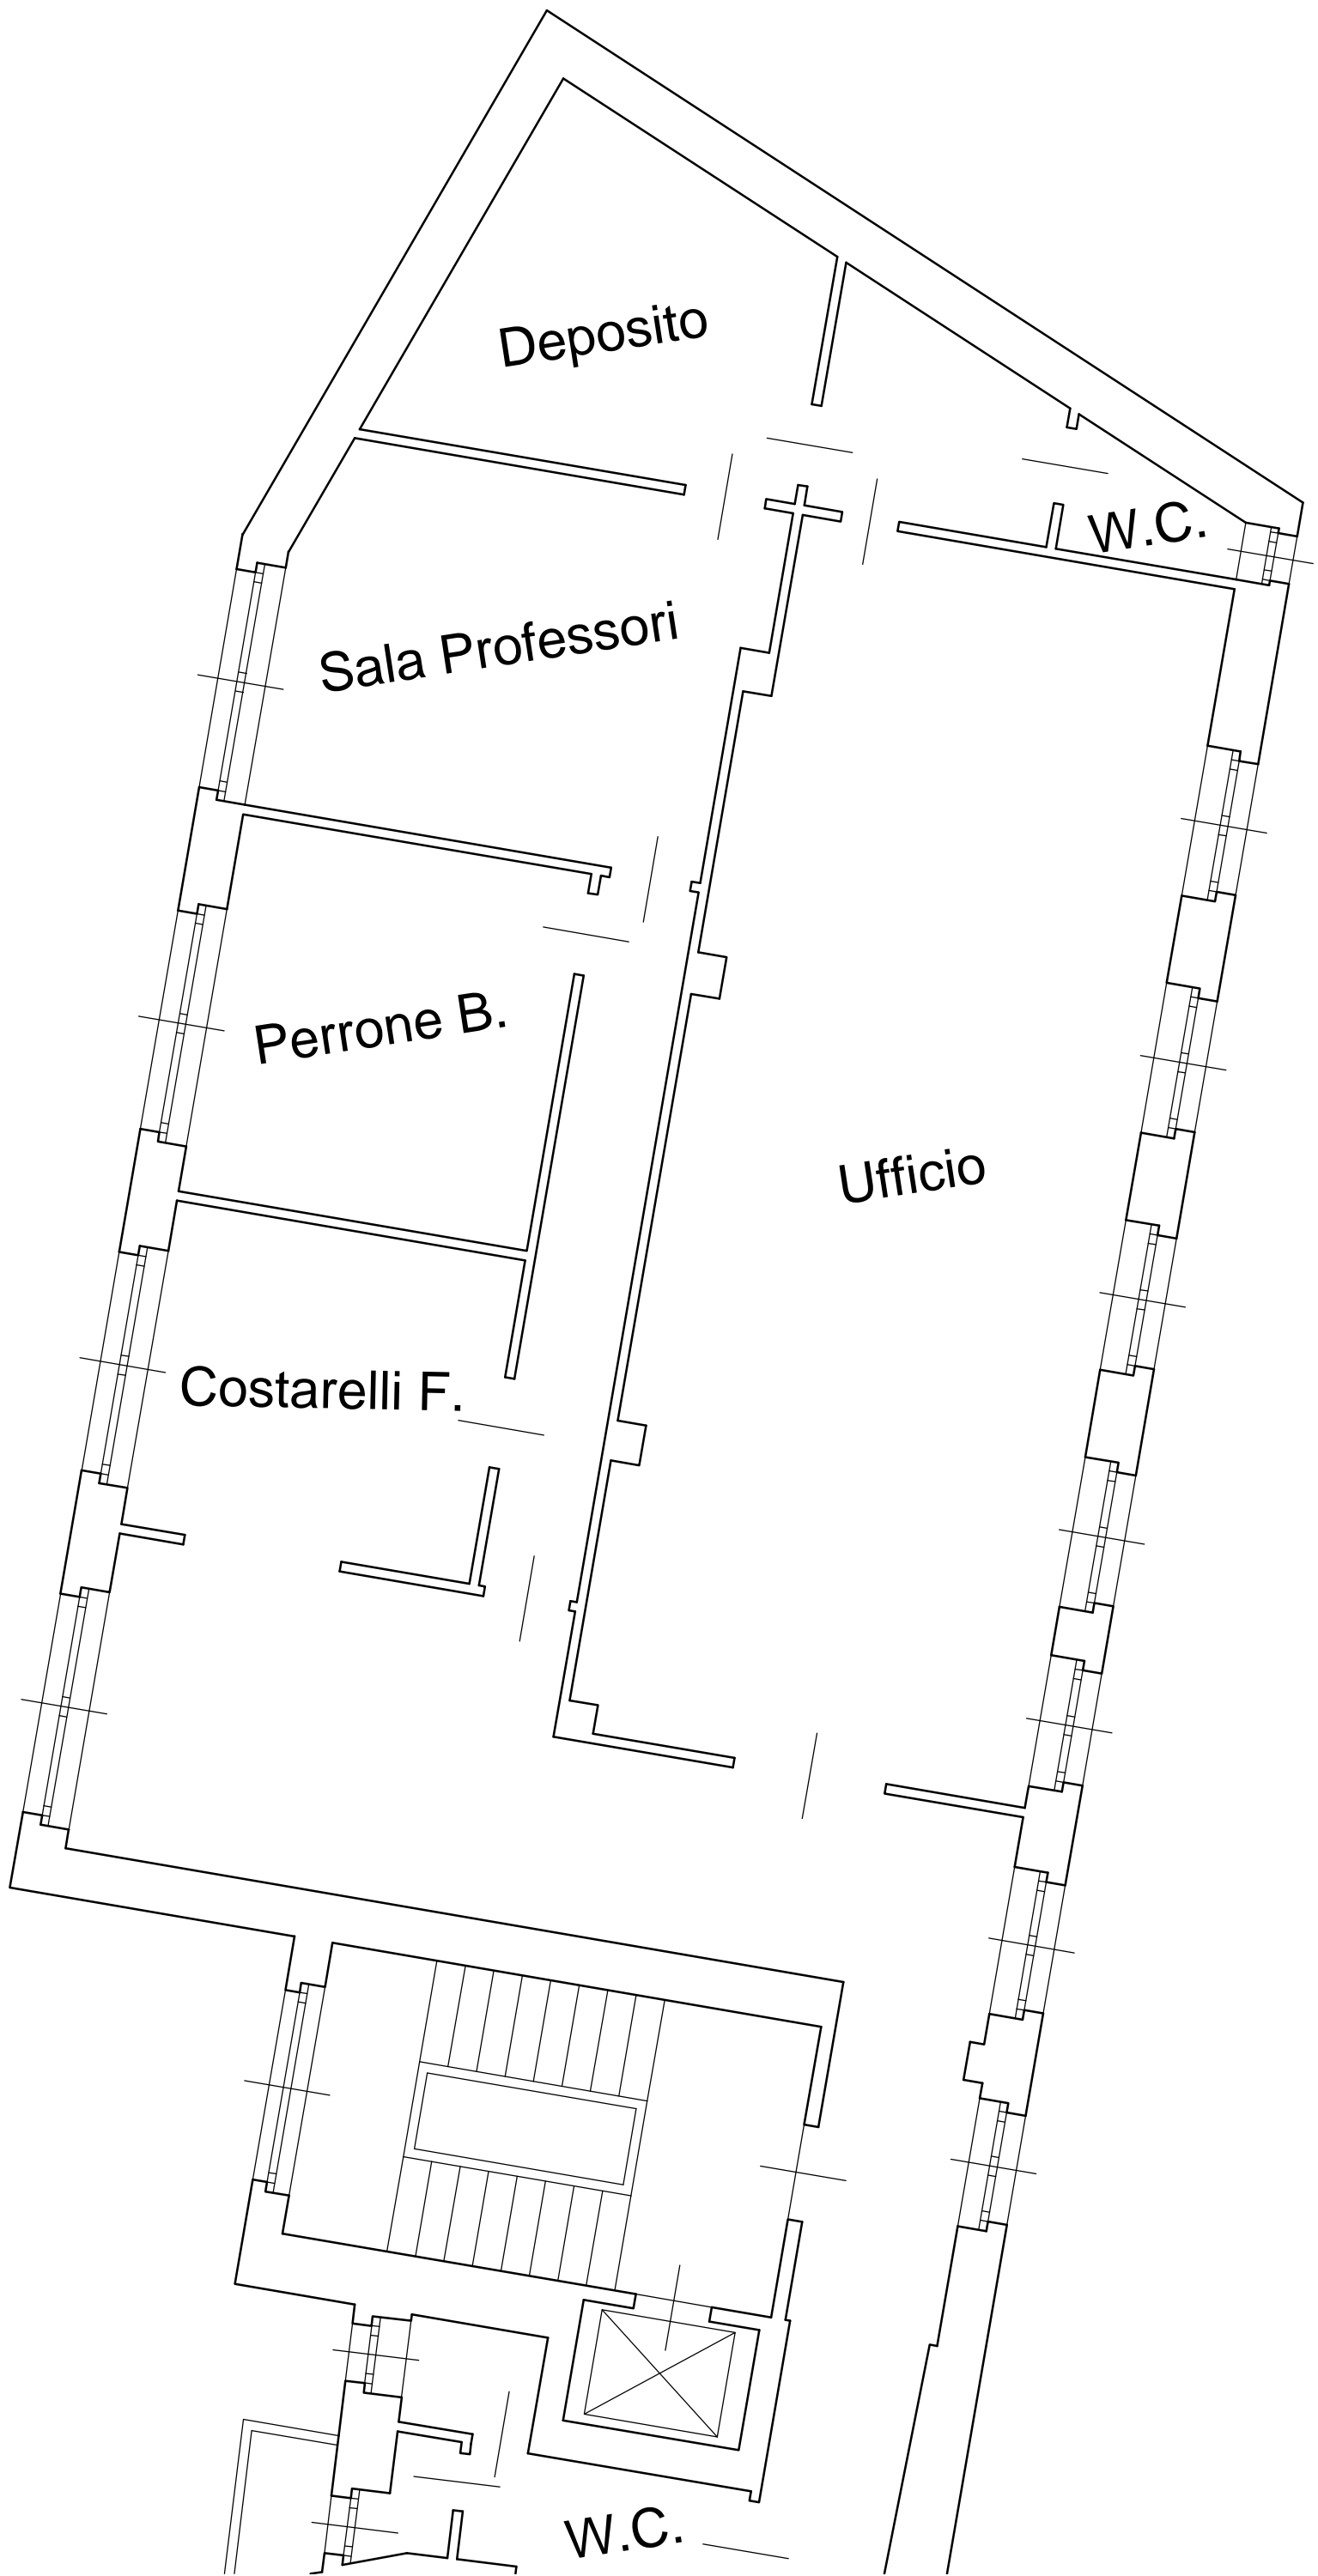 Deposito
W.C.
Sala Professori
Perrone B.
Ufficio
Costarelli F.
W.C.